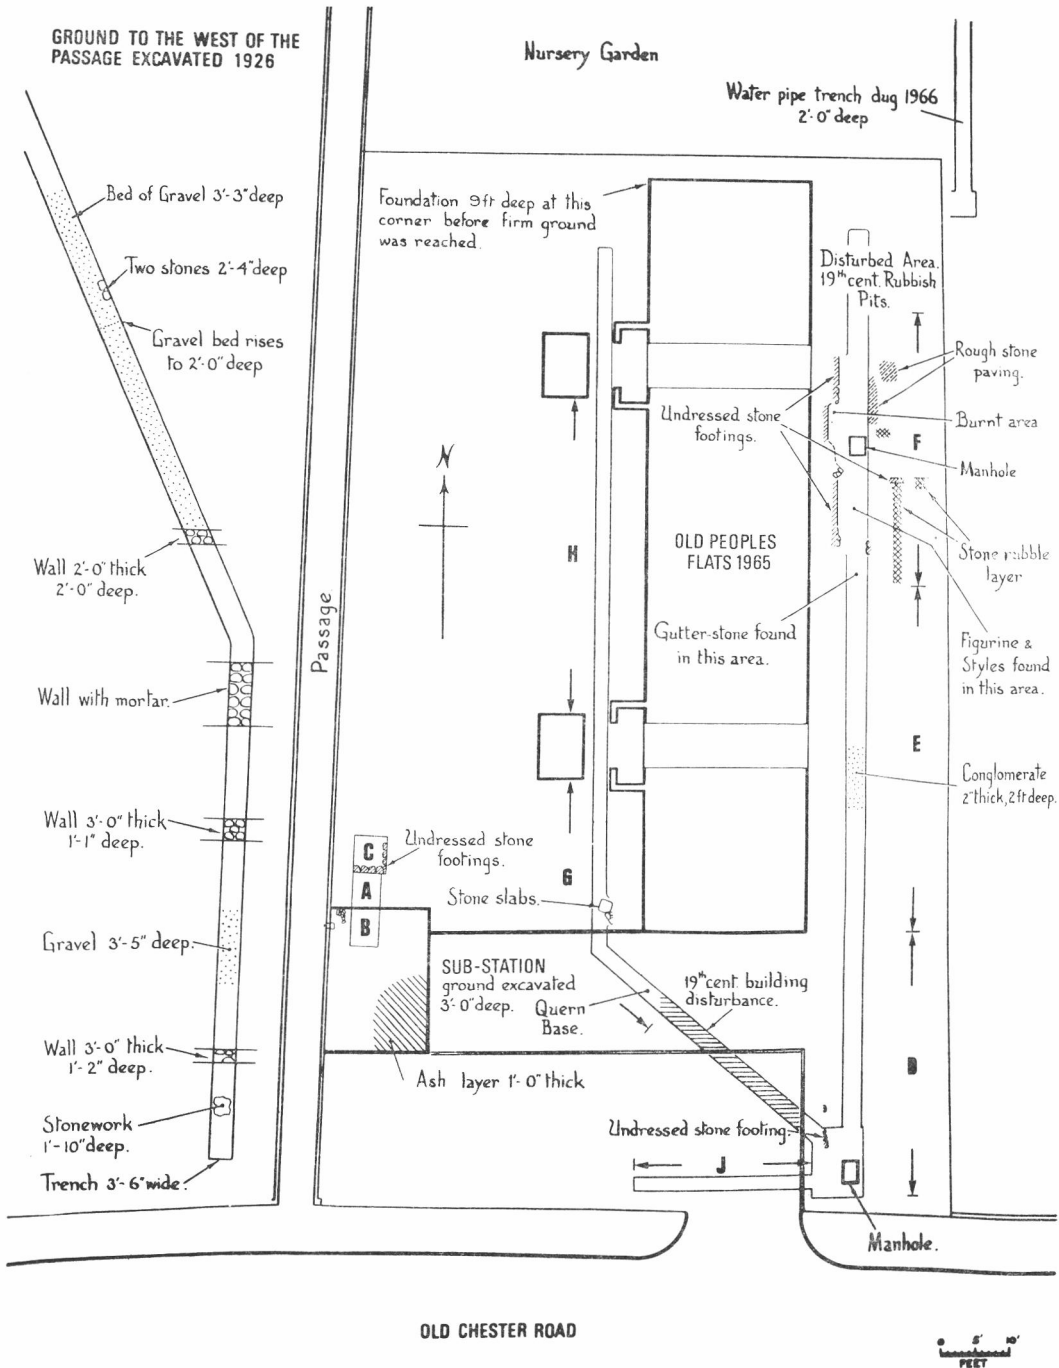 GROUND TO THE WEST OF THE
PASSAGE EXCAVATED 1926
Nursery Garden
Water pipe trench dug 1966
2'-0" deep
Bed of Gravel 3'-3" deep
Two stones 2'-4" deep
Gravel bed rises
to 2'-0" deep
Wall 2'-0" thick
2'-0" deep.
Wall with mortar.
Wall 3'-0" thick
1'-1" deep.
Gravel 3'-5" deep.
Wall 3'-0" thick
1'-2" deep.
Stonework
1'-10" deep.
Trench 3'-6" wide.
Passage
Foundation 9ft deep at this
corner before firm ground
was reached.
N
H
G
Undressed stone
footings.
C
A
B
Stone slabs.
SUB-STATION
ground excavated
3'-0" deep.
Quern
Base.
Ash layer 1'-0" thick
19th cent. building
disturbance.
Undressed stone footing.
J
Undressed stone
footings.
OLD PEOPLES
FLATS 1965
Gutter-stone found
in this area.
Disturbed Area.
19th cent. Rubbish
Pits.
Rough stone
paving.
Burnt area
F
Manhole
Stone rubble
layer
Figurine &
Styles found
in this area.
E
Conglomerate
2" thick, 2ft deep.
D
Manhole.
OLD CHESTER ROAD
0 5' 10'
FEET